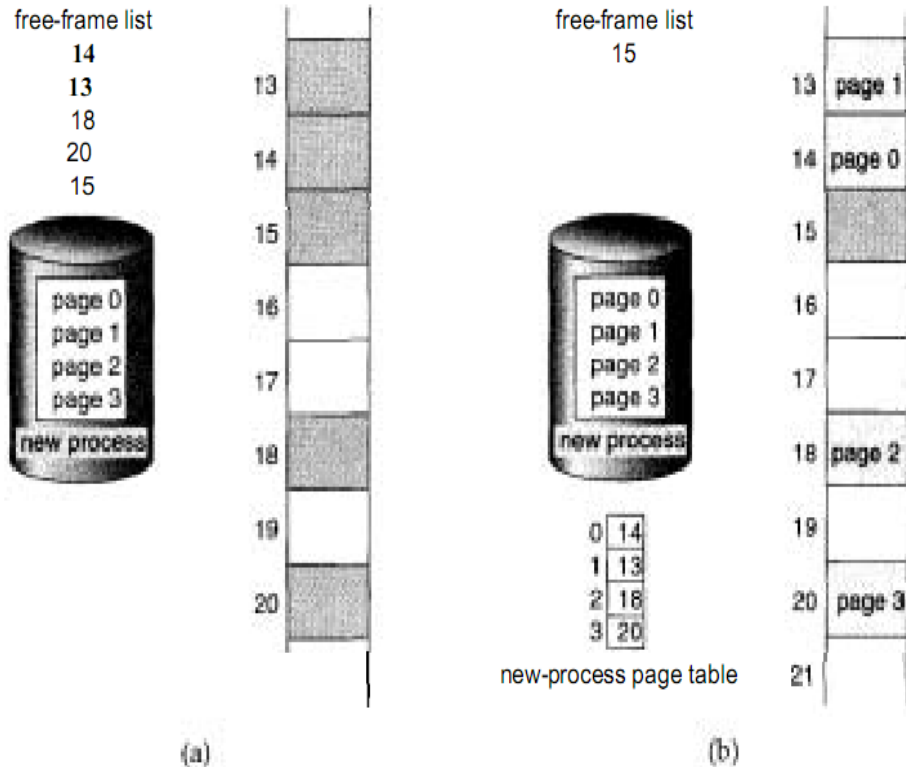 free-frame list
14
13
18
20
15
13
14
15
16
17
18
19
20
page 0
page 1
page 2
page 3
new process
(a)
free-frame list
15
13 page 1
14 page 0
15
16
17
18 page 2
19
20 page 3
21
page 0
page 1
page 2
page 3
new process
0 14
1 13
2 18
3 20
new-process page table
(b)